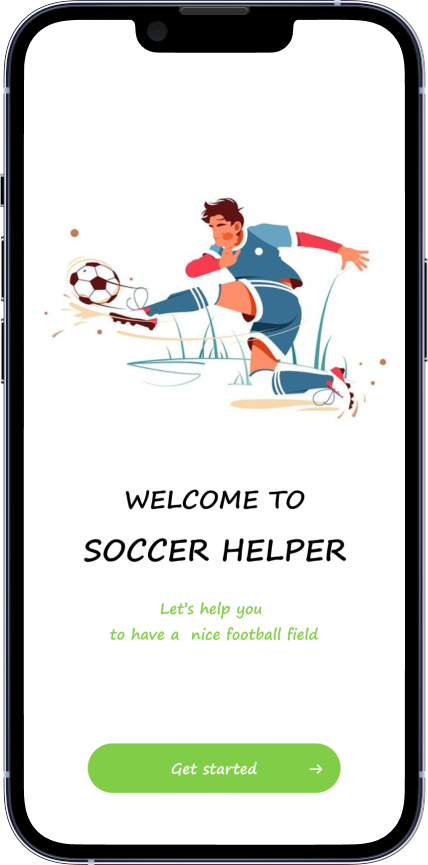 WELCOME TO
SOCCER HELPER
Let's help you
to have a nice football field
Get started →